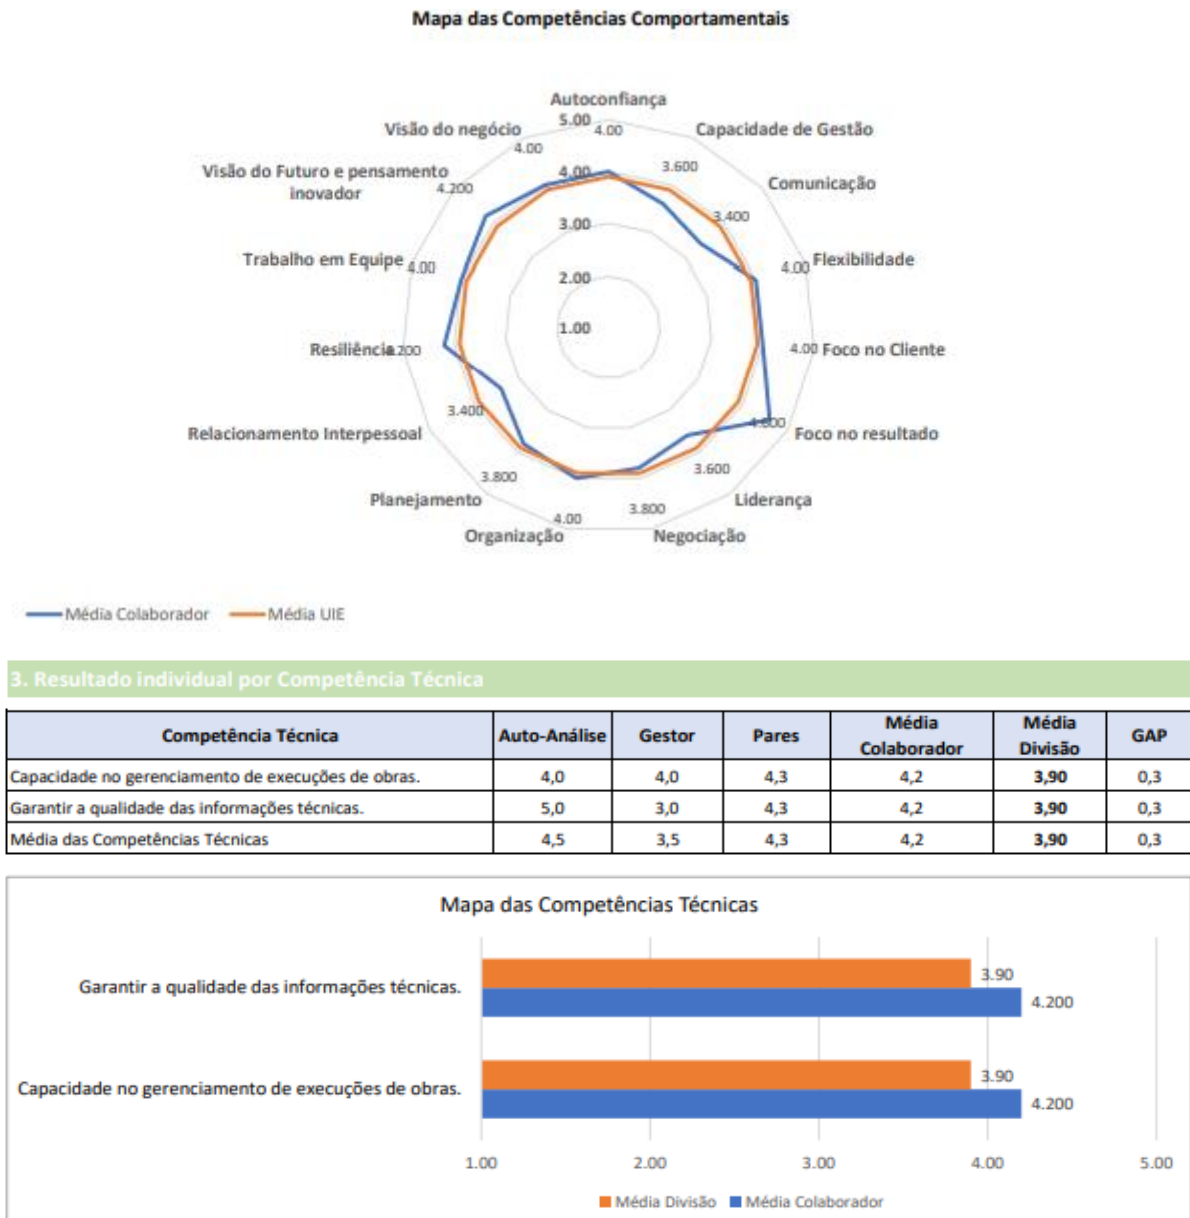 Mapa das Competências Comportamentais
Autoconfiança
5.00
4.00
Visão do negócio
4.00
Capacidade de Gestão
3.600
Visão do Futuro e pensamento
inovador
4.200
4.00
Comunicação
3.400
3.00
Trabalho em Equipe
4.00
4.00
Flexibilidade
2.00
1.00
Resiliência
4.200
4.00
Foco no Cliente
3.400
Relacionamento Interpessoal
4.600
Foco no resultado
3.800
Planejamento
3.600
Liderança
4.00
Organização
3.800
Negociação
Média Colaborador
Média UIE
3. Resultado individual por Competência Técnica
Competência Técnica Auto-Análise Gestor Pares Média Colaborador Média Divisão GAP
Capacidade no gerenciamento de execuções de obras. 4,0 4,0 4,3 4,2 3,90 0,3
Garantir a qualidade das informações técnicas. 5,0 3,0 4,3 4,2 3,90 0,3
Média das Competências Técnicas 4,5 3,5 4,3 4,2 3,90 0,3
Mapa das Competências Técnicas
Garantir a qualidade das informações técnicas.
3.90
4.200
Capacidade no gerenciamento de execuções de obras.
3.90
4.200
1.00 2.00 3.00 4.00 5.00
Média Divisão Média Colaborador